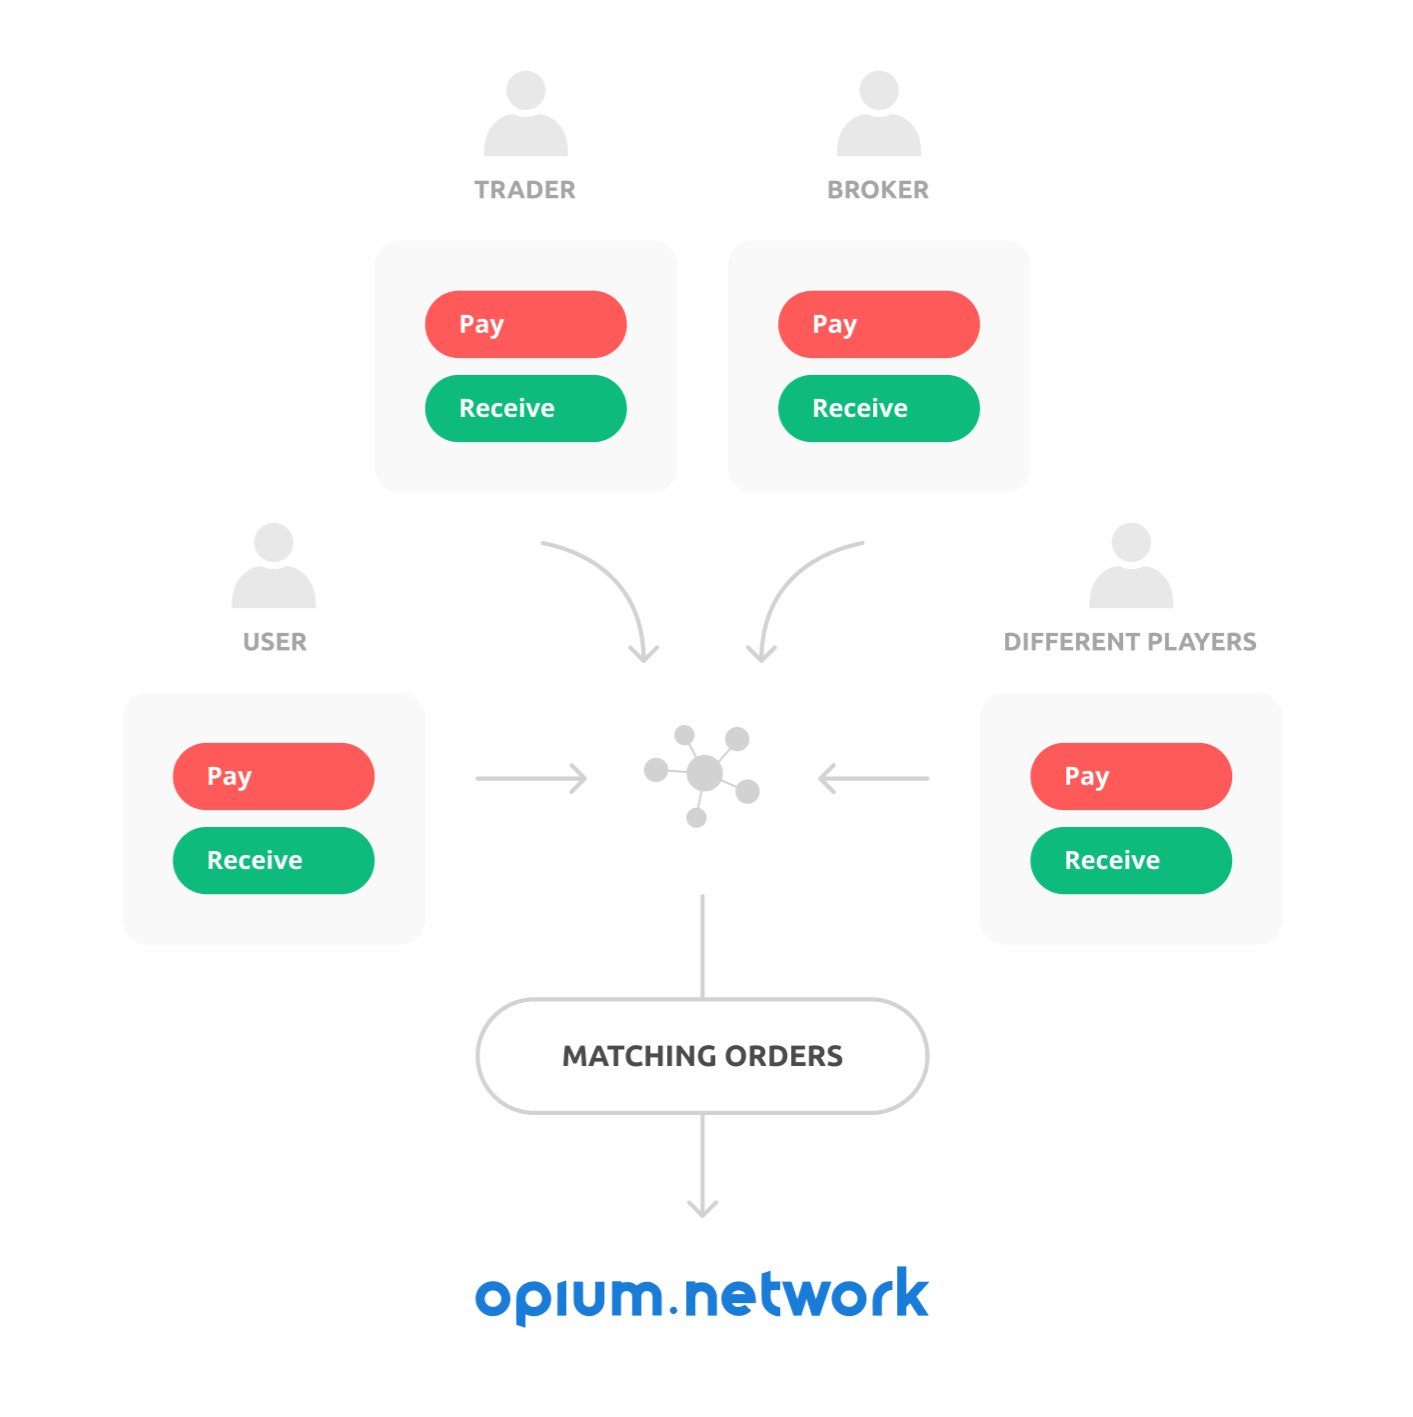 TRADER
BROKER
Pay
Pay
Receive
Receive
USER
DIFFERENT PLAYERS
Pay
Pay
Receive
Receive
MATCHING ORDERS
opium.network